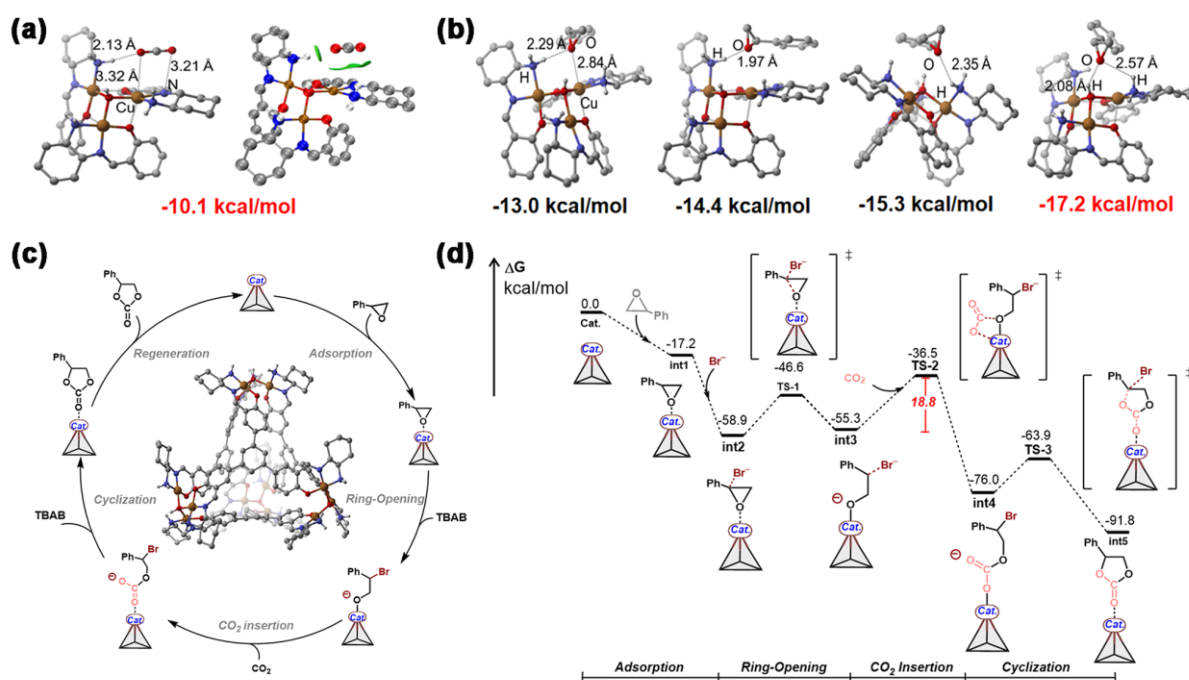 (a)
2.13 Å
3.21 Å
3.32 Å
N
Cu
-10.1 kcal/mol
(b)
2.29 Å
O
H
2.84 Å
Cu
-13.0 kcal/mol
H
O
1.97 Å
-14.4 kcal/mol
O
2.35 Å
H
-15.3 kcal/mol
O
2.57 Å
2.08 Å
H
H
-17.2 kcal/mol
(c)
Ph
O
O
O
Cat.
Ph
O
Regeneration
Adsorption
Ph
O
O
O
Cat.
Ph
O
Cat.
Cyclization
Ring-Opening
TBAB
TBAB
Ph
Br
⊖
O
O
O
Cat.
Ph
Br
⊖
O
Cat.
CO2 insertion
CO2
(d)
ΔG
kcal/mol
0.0
Cat.
Cat.
O
Ph
-17.2
int1
Ph
O
Cat.
Br⁻
-58.9
int2
Ph
Br⁻
O
Cat.
Ph
Br⁻
O
Cat.
‡
-46.6
TS-1
-55.3
int3
Ph
Br⁻
⊖
O
Cat.
CO2
-36.5
TS-2
18.8
Ph
Br⁻
O
C
O
O
Cat.
‡
-76.0
int4
Ph
Br
⊖
O
C
O
O
Cat.
-63.9
TS-3
Ph
Br
O
O
C
O
Cat.
‡
-91.8
int5
Ph
O
O
C
O
Cat.
Adsorption
Ring-Opening
CO2 Insertion
Cyclization